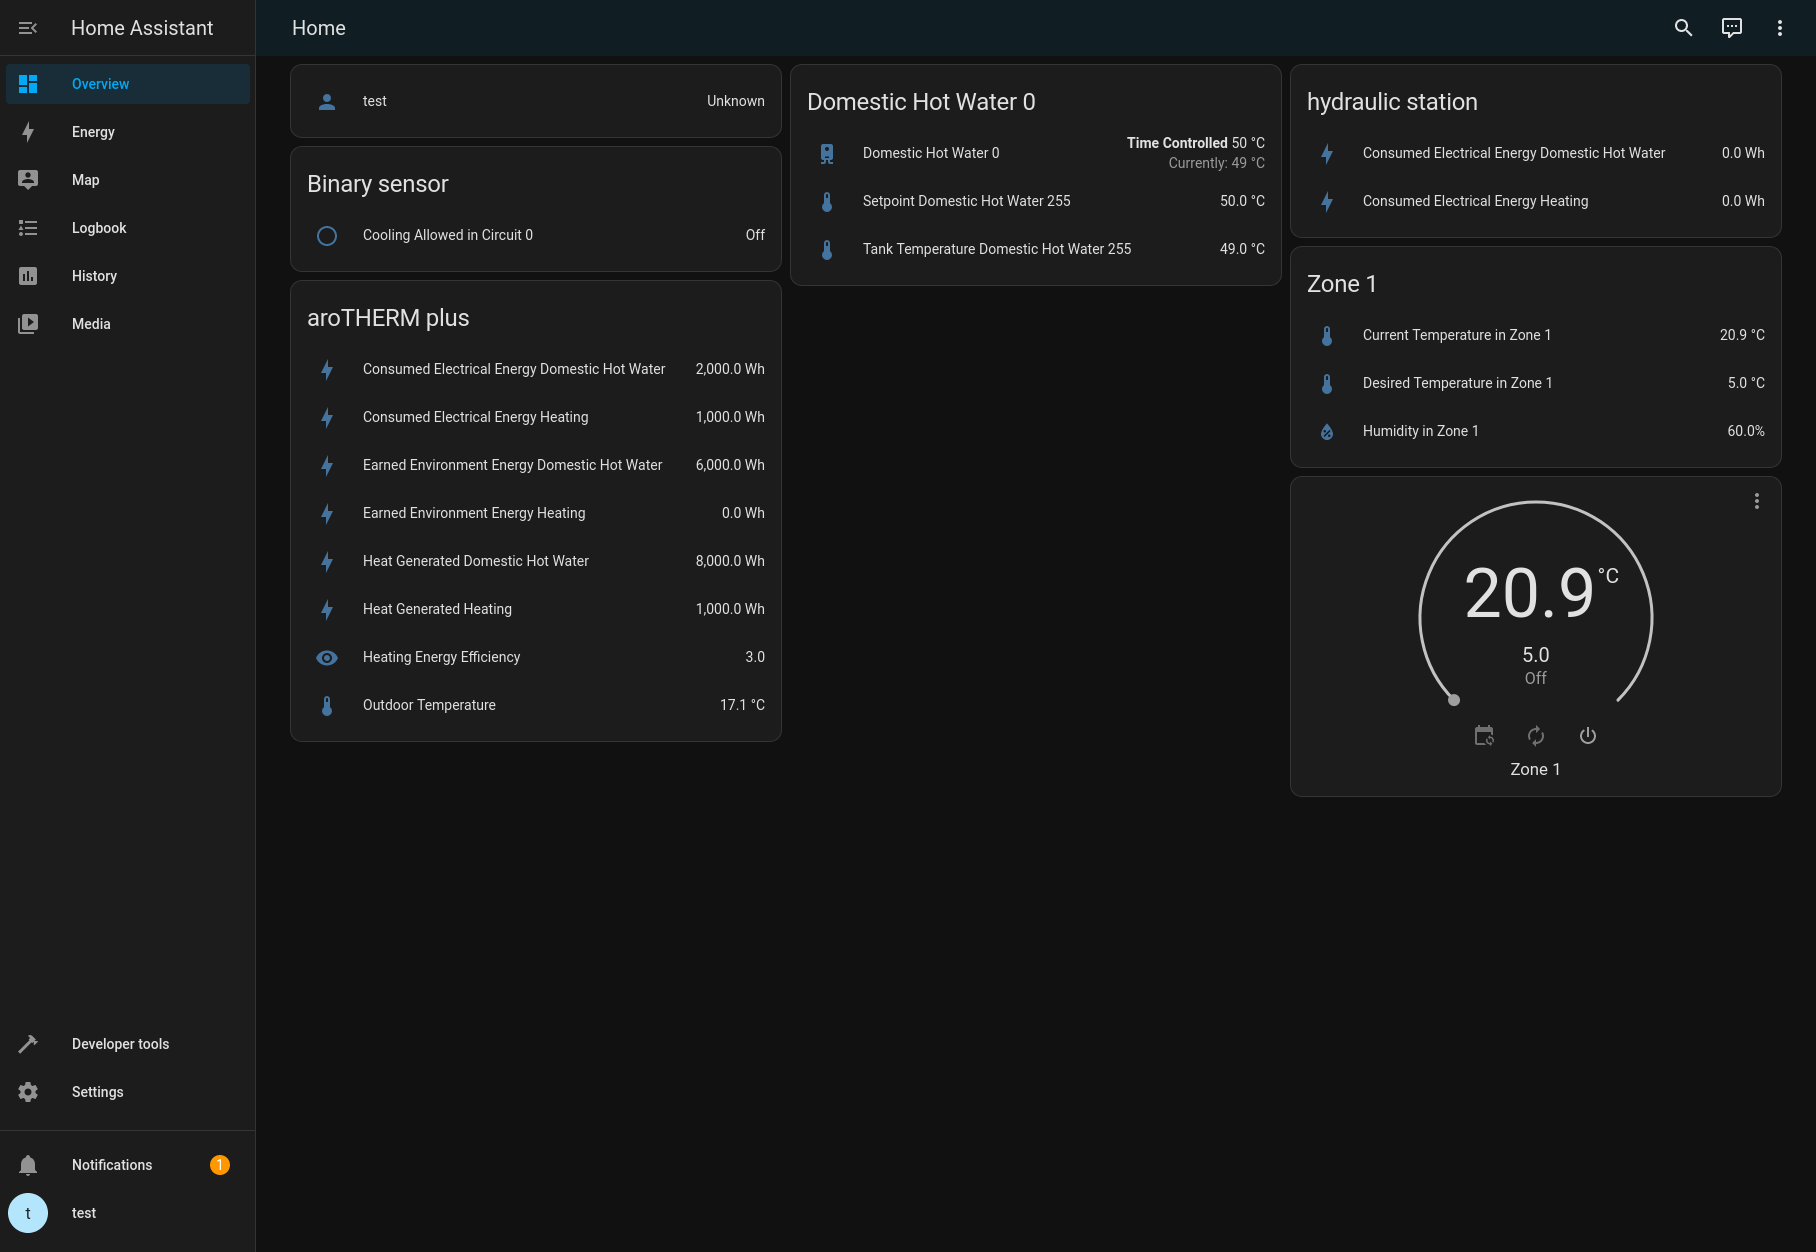 Home Assistant
Overview
Energy
Map
Logbook
History
Media
Developer tools
Settings
Notifications 1
t test
Home
test Unknown
Binary sensor
Cooling Allowed in Circuit 0 Off
aroTHERM plus
Consumed Electrical Energy Domestic Hot Water 2,000.0 Wh
Consumed Electrical Energy Heating 1,000.0 Wh
Earned Environment Energy Domestic Hot Water 6,000.0 Wh
Earned Environment Energy Heating 0.0 Wh
Heat Generated Domestic Hot Water 8,000.0 Wh
Heat Generated Heating 1,000.0 Wh
Heating Energy Efficiency 3.0
Outdoor Temperature 17.1 °C
Domestic Hot Water 0
Domestic Hot Water 0 Time Controlled 50 °C
Currently: 49 °C
Setpoint Domestic Hot Water 255 50.0 °C
Tank Temperature Domestic Hot Water 255 49.0 °C
hydraulic station
Consumed Electrical Energy Domestic Hot Water 0.0 Wh
Consumed Electrical Energy Heating 0.0 Wh
Zone 1
Current Temperature in Zone 1 20.9 °C
Desired Temperature in Zone 1 5.0 °C
Humidity in Zone 1 60.0%
20.9 °C
5.0
Off
Zone 1